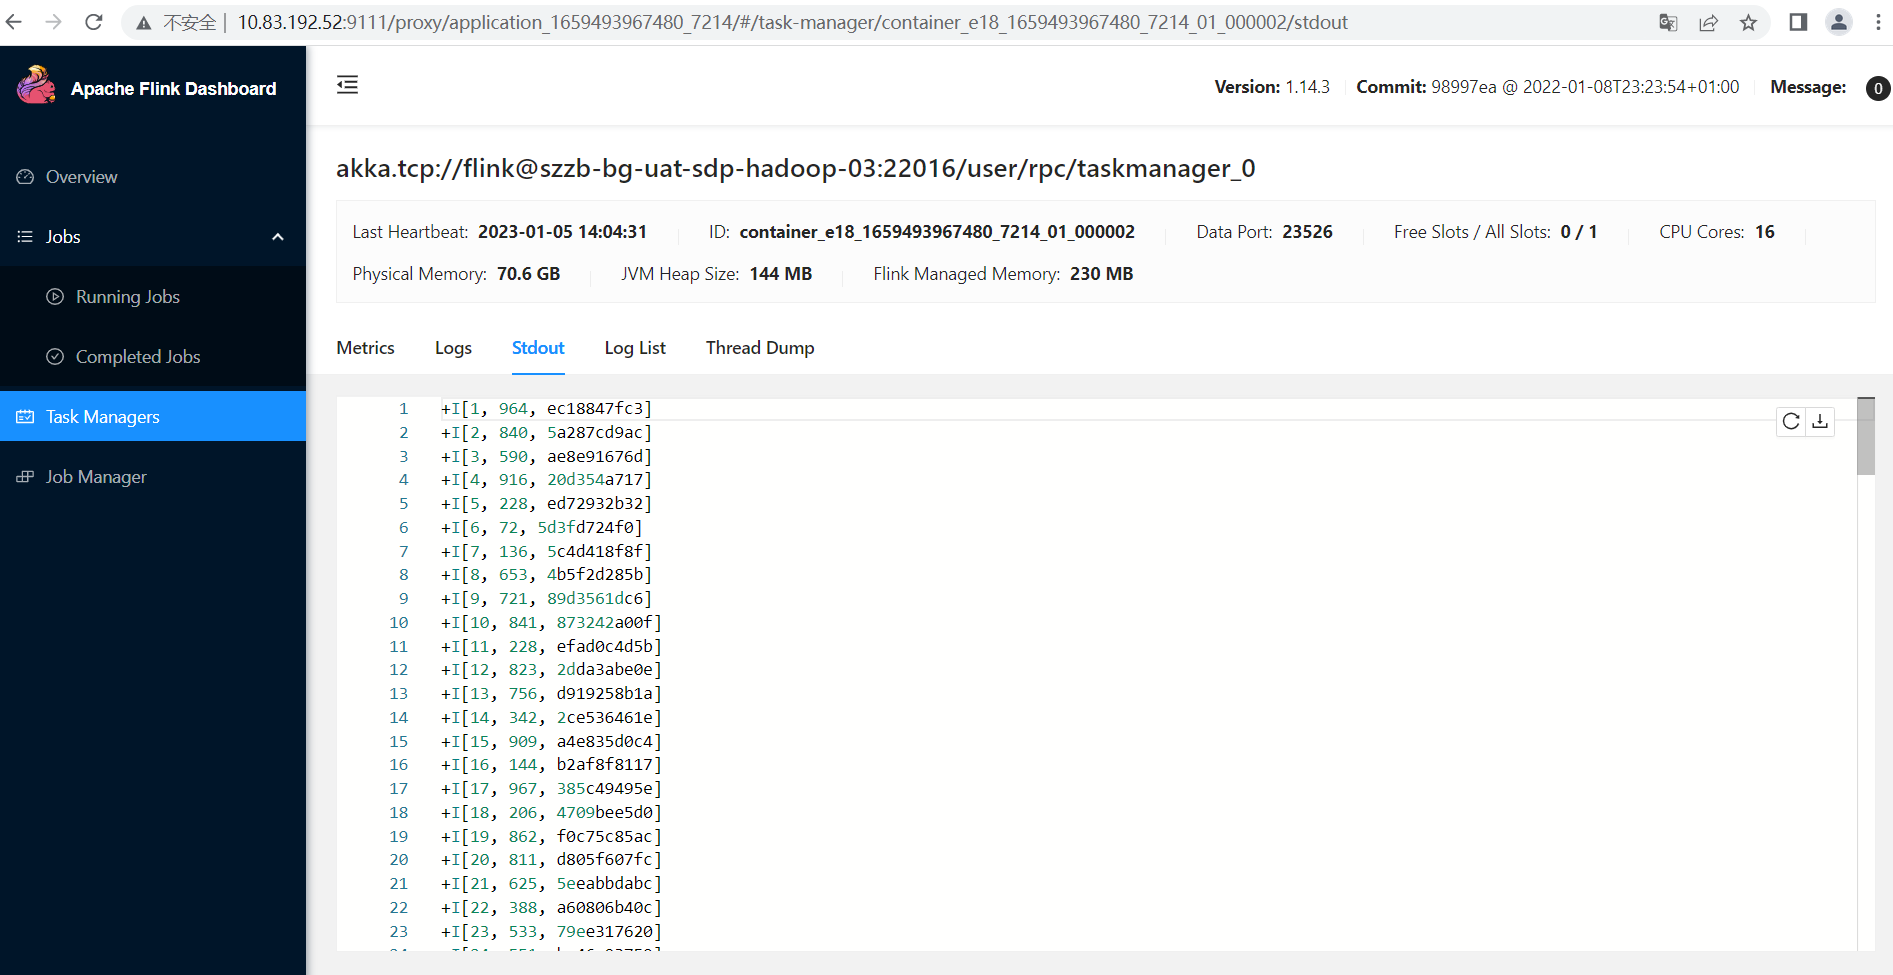 不安全 | 10.83.192.52:9111/proxy/application_1659493967480_7214/#/task-manager/container_e18_1659493967480_7214_01_000002/stdout
Apache Flink Dashboard
Version: 1.14.3 Commit: 98997ea @ 2022-01-08T23:23:54+01:00 Message: 0
Overview
Jobs
Running Jobs
Completed Jobs
Task Managers
Job Manager
akka.tcp://flink@szzb-bg-uat-sdp-hadoop-03:22016/user/rpc/taskmanager_0
Last Heartbeat: 2023-01-05 14:04:31 ID: container_e18_1659493967480_7214_01_000002 Data Port: 23526 Free Slots / All Slots: 0 / 1 CPU Cores: 16
Physical Memory: 70.6 GB JVM Heap Size: 144 MB Flink Managed Memory: 230 MB
Metrics Logs Stdout Log List Thread Dump
1 +I[1, 964, ec18847fc3]
2 +I[2, 840, 5a287cd9ac]
3 +I[3, 590, ae8e91676d]
4 +I[4, 916, 20d354a717]
5 +I[5, 228, ed72932b32]
6 +I[6, 72, 5d3fd724f0]
7 +I[7, 136, 5c4d418f8f]
8 +I[8, 653, 4b5f2d285b]
9 +I[9, 721, 89d3561dc6]
10 +I[10, 841, 873242a00f]
11 +I[11, 228, efad0c4d5b]
12 +I[12, 823, 2dda3abe0e]
13 +I[13, 756, d919258b1a]
14 +I[14, 342, 2ce536461e]
15 +I[15, 909, a4e835d0c4]
16 +I[16, 144, b2af8f8117]
17 +I[17, 967, 385c49495e]
18 +I[18, 206, 4709bee5d0]
19 +I[19, 862, f0c75c85ac]
20 +I[20, 811, d805f607fc]
21 +I[21, 625, 5eeabbdabc]
22 +I[22, 388, a60806b40c]
23 +I[23, 533, 79ee317620]